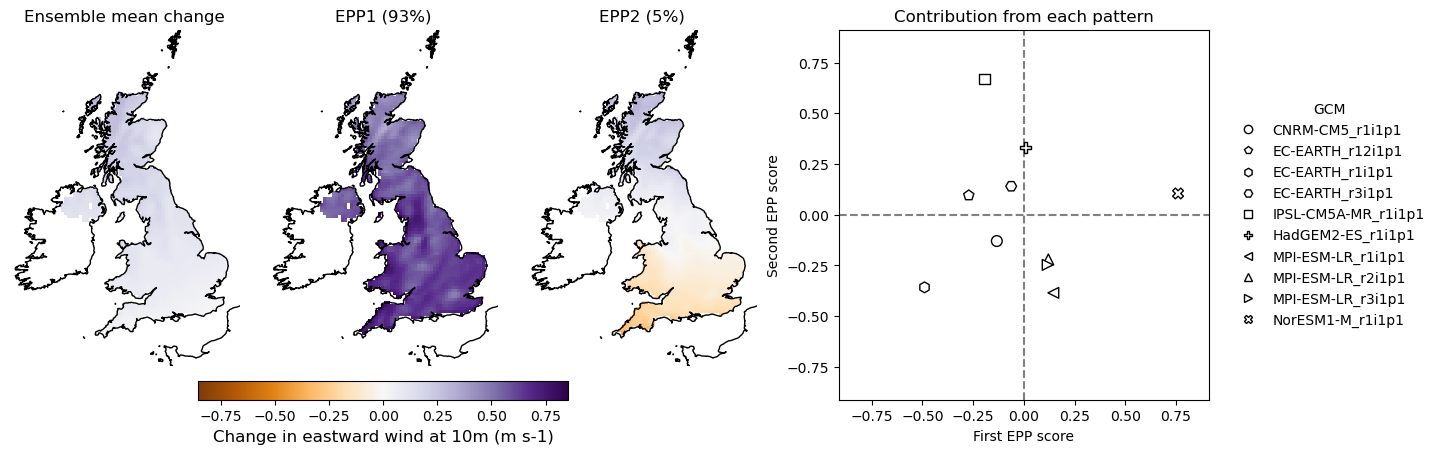 Ensemble mean change
EPP1 (93%)
EPP2 (5%)
−0.75 −0.50 −0.25 0.00 0.25 0.50 0.75
Change in eastward wind at 10m (m s-1)
Contribution from each pattern
Second EPP score
0.75
0.50
0.25
0.00
−0.25
−0.50
−0.75
−0.75 −0.50 −0.25 0.00 0.25 0.50 0.75
First EPP score
GCM
CNRM-CM5_r1i1p1
EC-EARTH_r12i1p1
EC-EARTH_r1i1p1
EC-EARTH_r3i1p1
IPSL-CM5A-MR_r1i1p1
HadGEM2-ES_r1i1p1
MPI-ESM-LR_r1i1p1
MPI-ESM-LR_r2i1p1
MPI-ESM-LR_r3i1p1
NorESM1-M_r1i1p1